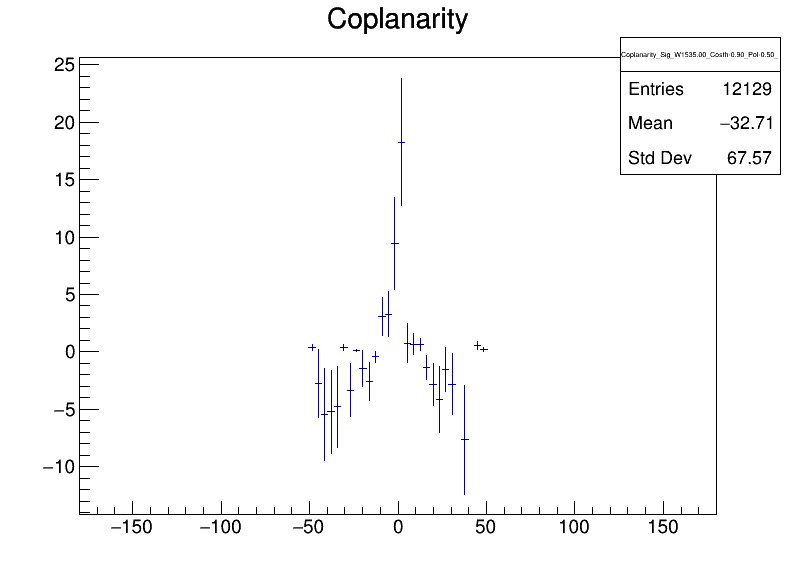 Coplanarity
Coplanarity_Sig_W1535.00_Costh-0.90_Pol-0.50_
Entries 12129
Mean −32.71
Std Dev 67.57
25
20
15
10
5
0
−5
−10
−150 −100 −50 0 50 100 150